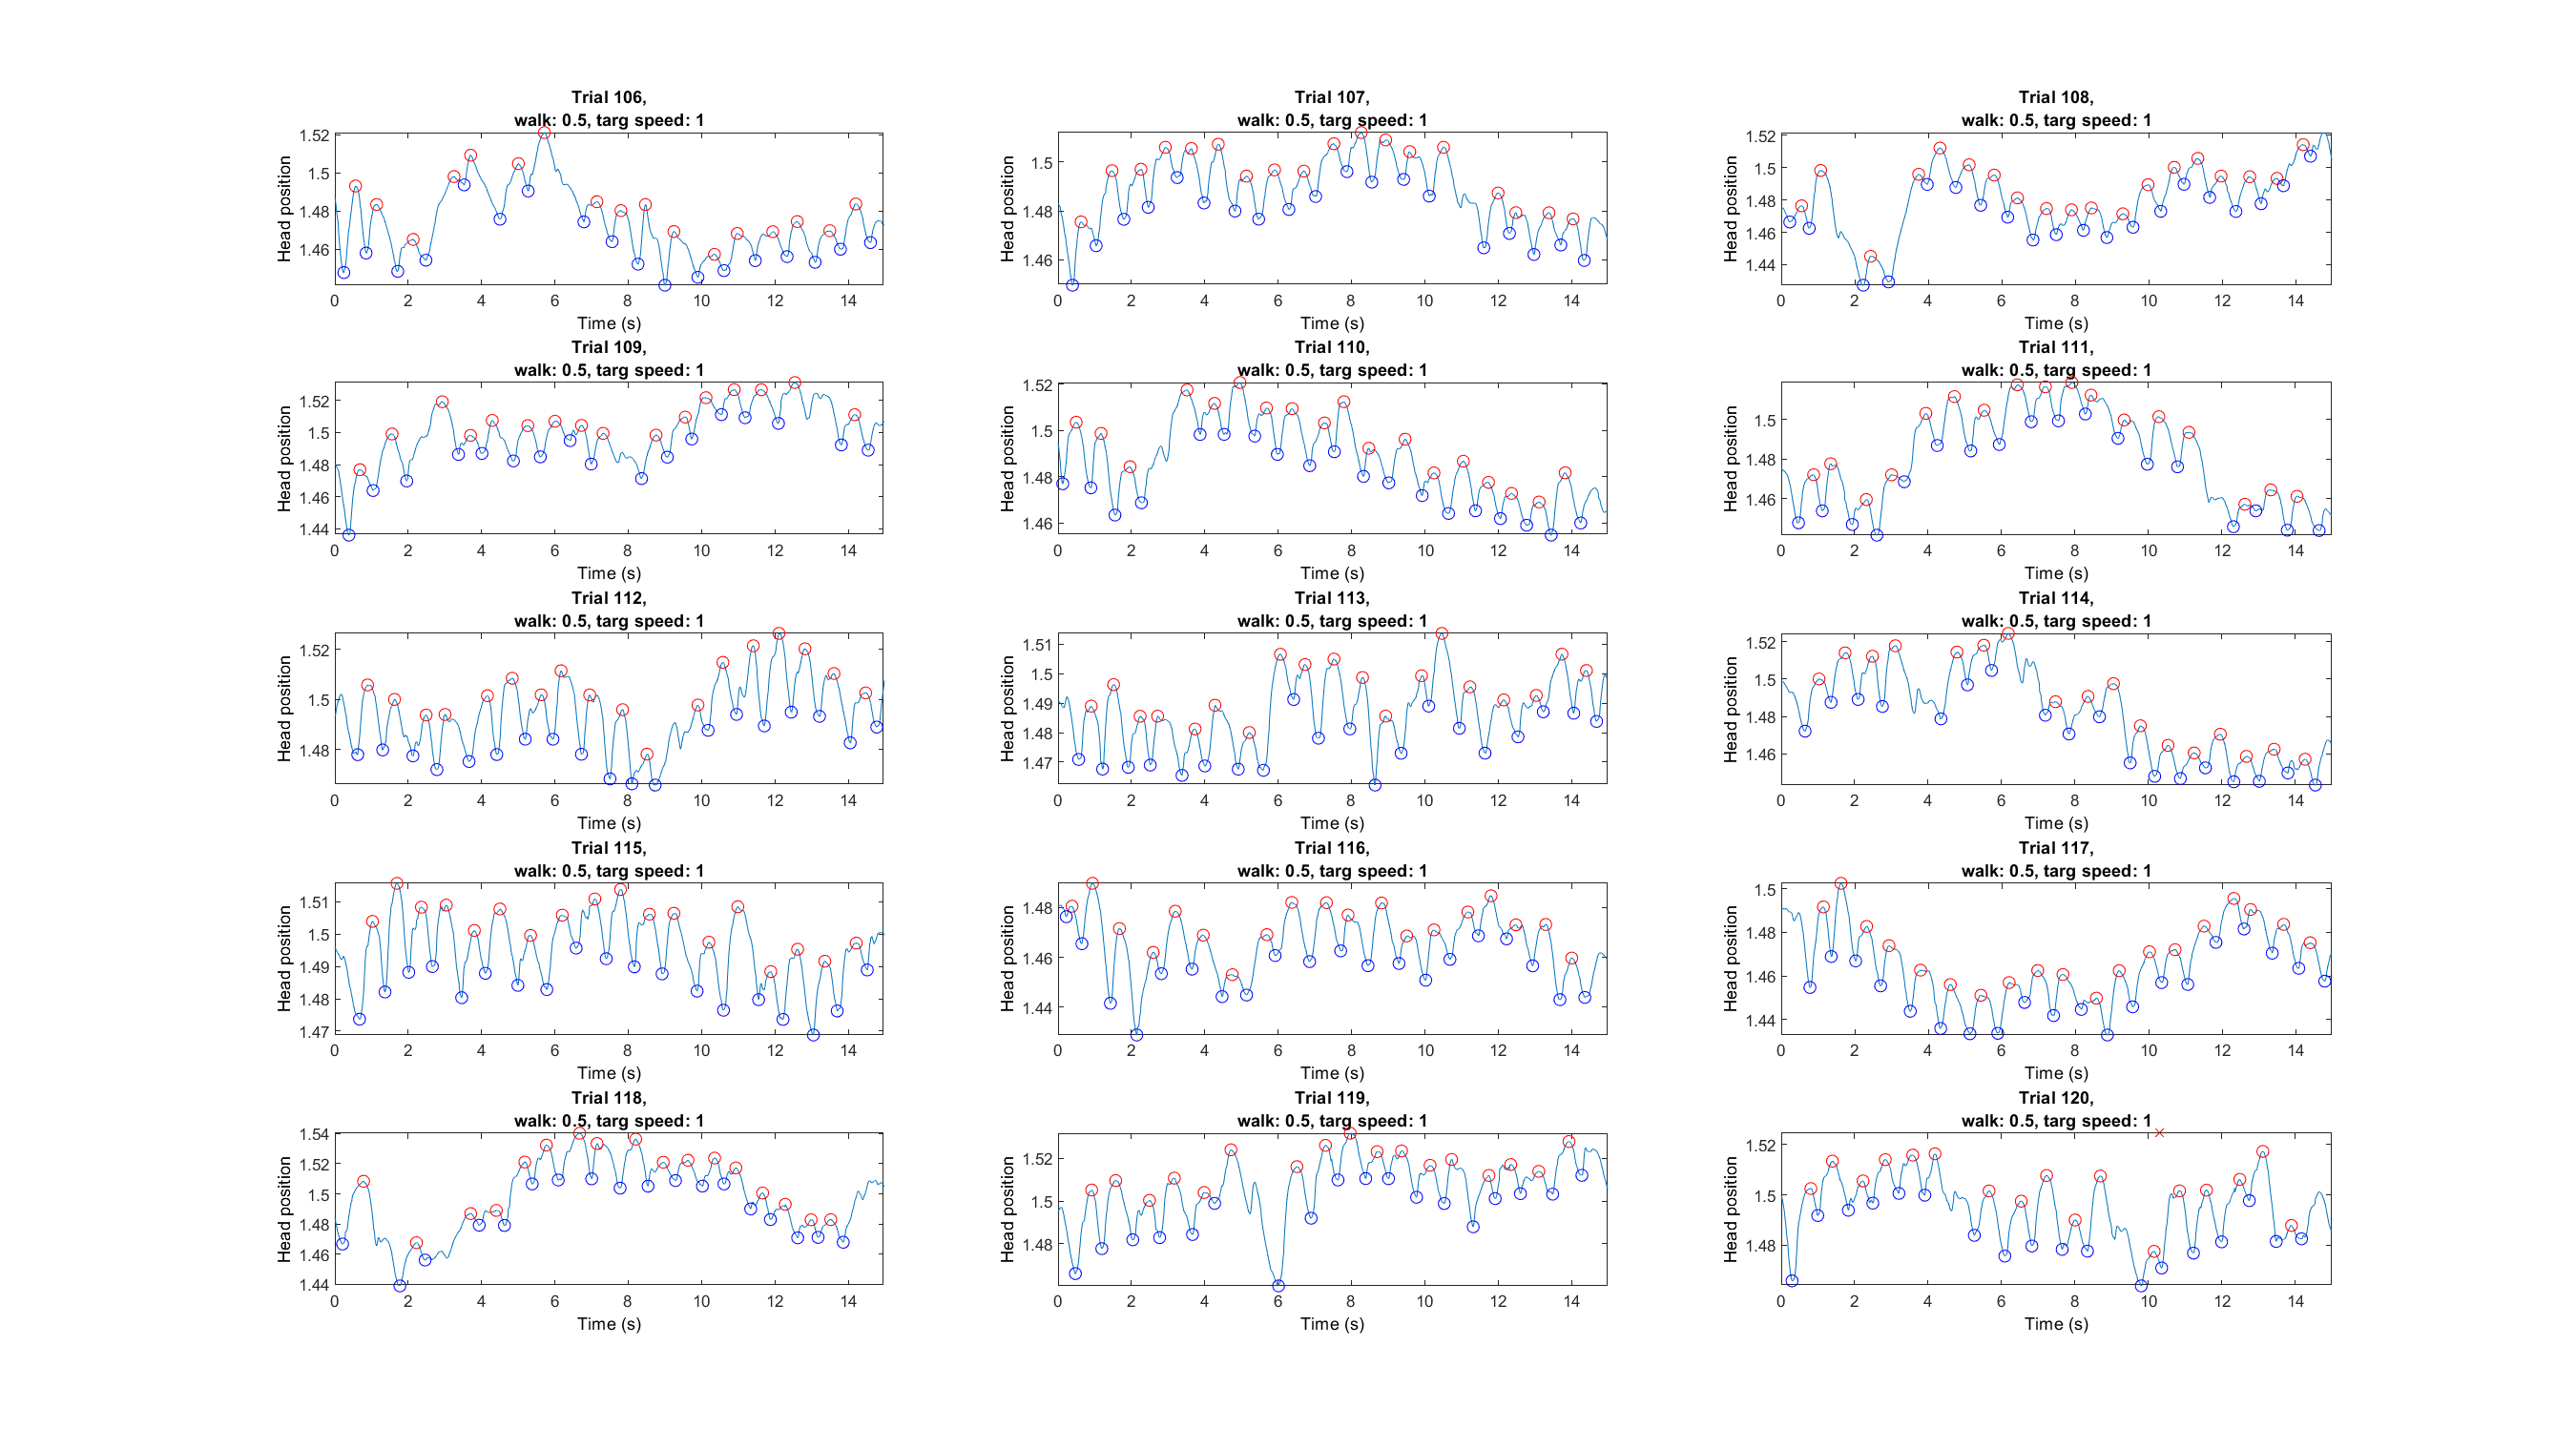 Trial 106,
walk: 0.5, targ speed: 1
Head position
1.52
1.5
1.48
1.46
0 2 4 6 8 10 12 14
Time (s)
Trial 107,
walk: 0.5, targ speed: 1
Head position
1.5
1.48
1.46
0 2 4 6 8 10 12 14
Time (s)
Trial 108,
walk: 0.5, targ speed: 1
Head position
1.52
1.5
1.48
1.46
1.44
0 2 4 6 8 10 12 14
Time (s)
Trial 109,
walk: 0.5, targ speed: 1
Head position
1.52
1.5
1.48
1.46
1.44
0 2 4 6 8 10 12 14
Time (s)
Trial 110,
walk: 0.5, targ speed: 1
Head position
1.52
1.5
1.48
1.46
0 2 4 6 8 10 12 14
Time (s)
Trial 111,
walk: 0.5, targ speed: 1
Head position
1.5
1.48
1.46
0 2 4 6 8 10 12 14
Time (s)
Trial 112,
walk: 0.5, targ speed: 1
Head position
1.52
1.5
1.48
0 2 4 6 8 10 12 14
Time (s)
Trial 113,
walk: 0.5, targ speed: 1
Head position
1.51
1.5
1.49
1.48
1.47
0 2 4 6 8 10 12 14
Time (s)
Trial 114,
walk: 0.5, targ speed: 1
Head position
1.52
1.5
1.48
1.46
0 2 4 6 8 10 12 14
Time (s)
Trial 115,
walk: 0.5, targ speed: 1
Head position
1.51
1.5
1.49
1.48
1.47
0 2 4 6 8 10 12 14
Time (s)
Trial 116,
walk: 0.5, targ speed: 1
Head position
1.48
1.46
1.44
0 2 4 6 8 10 12 14
Time (s)
Trial 117,
walk: 0.5, targ speed: 1
Head position
1.5
1.48
1.46
1.44
0 2 4 6 8 10 12 14
Time (s)
Trial 118,
walk: 0.5, targ speed: 1
Head position
1.54
1.52
1.5
1.48
1.46
1.44
0 2 4 6 8 10 12 14
Time (s)
Trial 119,
walk: 0.5, targ speed: 1
Head position
1.52
1.5
1.48
0 2 4 6 8 10 12 14
Time (s)
Trial 120,
walk: 0.5, targ speed: 1
Head position
1.52
1.5
1.48
0 2 4 6 8 10 12 14
Time (s)